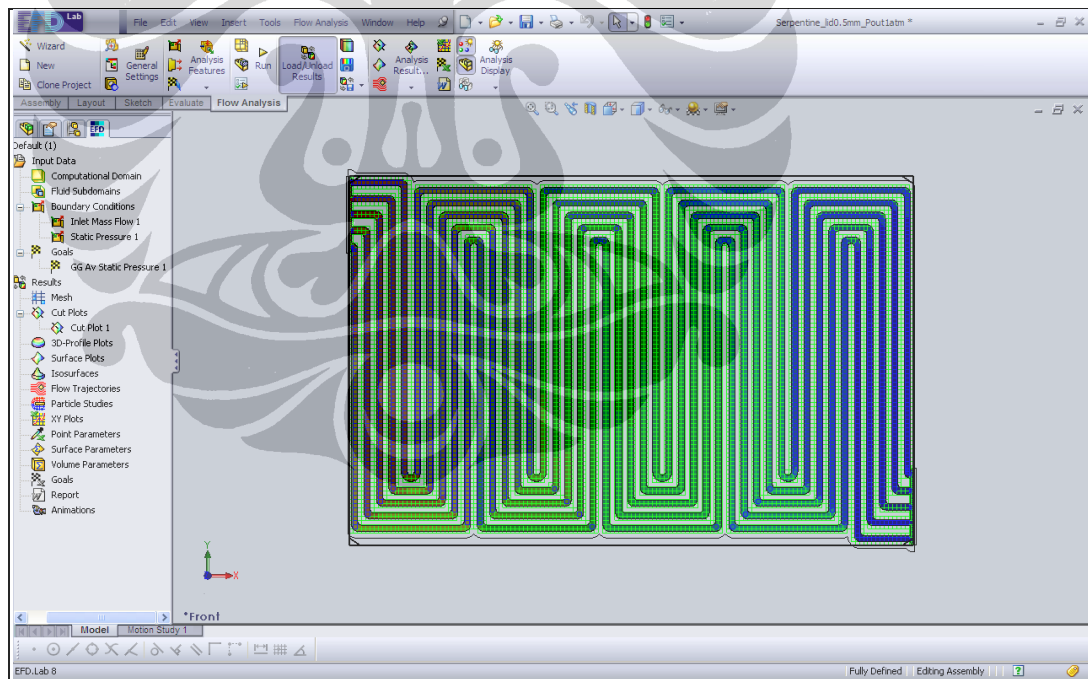 EFD Lab
File Edit View Insert Tools Flow Analysis Window Help
Serpentine_lid0.5mm_Pout1atm *
Wizard
New
Clone Project
General Settings
Analysis Features
Run
Load/Unload Results
Analysis Result...
Analysis Display
Assembly Layout Sketch Evaluate Flow Analysis
EFD
Default (1)
Input Data
Computational Domain
Fluid Subdomains
Boundary Conditions
Inlet Mass Flow 1
Static Pressure 1
Goals
GG Av Static Pressure 1
Results
Mesh
Cut Plots
Cut Plot 1
3D-Profile Plots
Surface Plots
Isosurfaces
Flow Trajectories
Particle Studies
XY Plots
Point Parameters
Surface Parameters
Volume Parameters
Goals
Report
Animations
Y
X
*Front
Model Motion Study 1
EFD.Lab 8
Fully Defined Editing Assembly